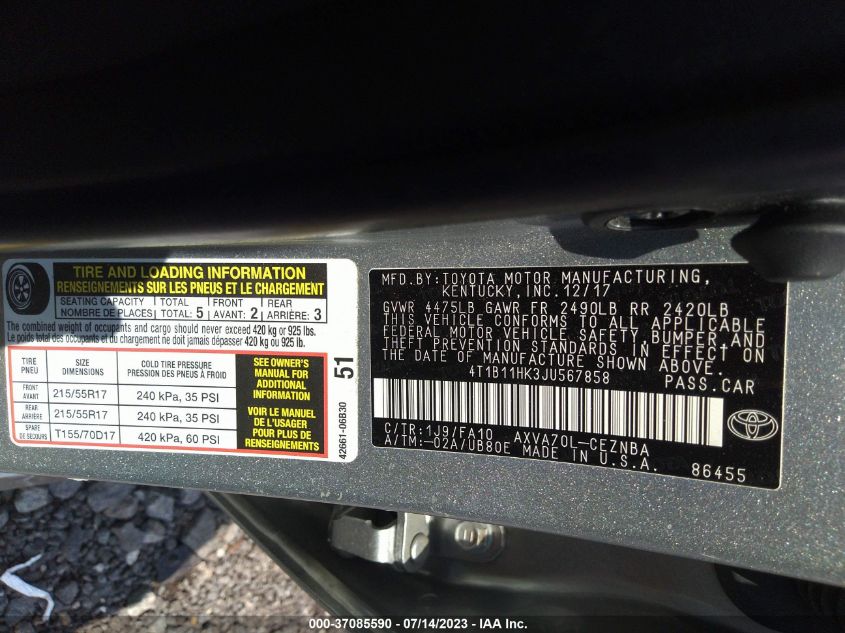 TIRE AND LOADING INFORMATION
RENSEIGNEMENTS SUR LES PNEUS ET LE CHARGEMENT
SEATING CAPACITY TOTAL FRONT REAR
NOMBRE DE PLACES TOTAL: 5 AVANT: 2 ARRIÈRE: 3
The combined weight of occupants and cargo should never exceed 420 kg or 925 lbs.
Le poids total des occupants et du chargement ne doit jamais dépasser 420 kg ou 925 lb.
TIRE PNEU
SIZE DIMENSIONS
COLD TIRE PRESSURE
PRESSION DES PNEUS À FROID
FRONT AVANT 215/55R17 240 kPa, 35 PSI
REAR ARRIÈRE 215/55R17 240 kPa, 35 PSI
SPARE DE SECOURS T155/70D17 420 kPa, 60 PSI
SEE OWNER'S
MANUAL FOR
ADDITIONAL
INFORMATION
VOIR LE MANUEL
DE L'USAGER
POUR PLUS DE
RENSEIGNEMENTS
51
42661-06B30
MFD.BY:TOYOTA MOTOR MANUFACTURING,
KENTUCKY,INC.12/17
GVWR 4475LB GAWR FR 2490LB RR 2420LB
THIS VEHICLE CONFORMS TO ALL APPLICABLE
FEDERAL MOTOR VEHICLE SAFETY,BUMPER,AND
THEFT PREVENTION STANDARDS IN EFFECT ON
THE DATE OF MANUFACTURE SHOWN ABOVE.
4T1B11HK3JU567858 PASS.CAR
C/TR:1J9/FA10 AXVA70L-CEZNBA
A/TM:-02A/UB80E MADE IN U.S.A.
86455
000-37085590 - 07/14/2023 - IAA Inc.